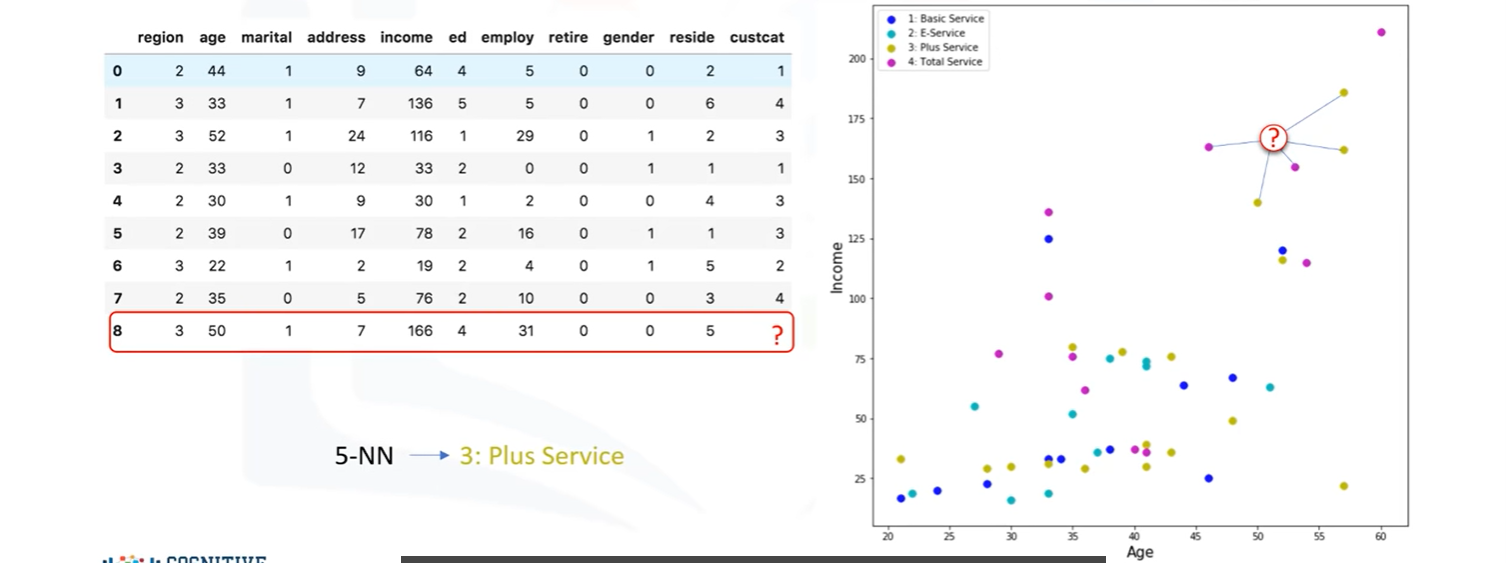 region age marital address income ed employ retire gender reside custcat
0 2 44 1 9 64 4 5 0 0 2 1
1 3 33 1 7 136 5 5 0 0 6 4
2 3 52 1 24 116 1 29 0 1 2 3
3 2 33 0 12 33 2 0 0 1 1 1
4 2 30 1 9 30 1 2 0 0 4 3
5 2 39 0 17 78 2 16 0 1 1 3
6 3 22 1 2 19 2 4 0 1 5 2
7 2 35 0 5 76 2 10 0 0 3 4
8 3 50 1 7 166 4 31 0 0 5 ?
5-NN 3: Plus Service
1: Basic Service
2: E-Service
3: Plus Service
4: Total Service
?
200
175
150
125
100
75
50
25
Income
20 25 30 35 40 45 50 55 60
Age
COGNITIVE